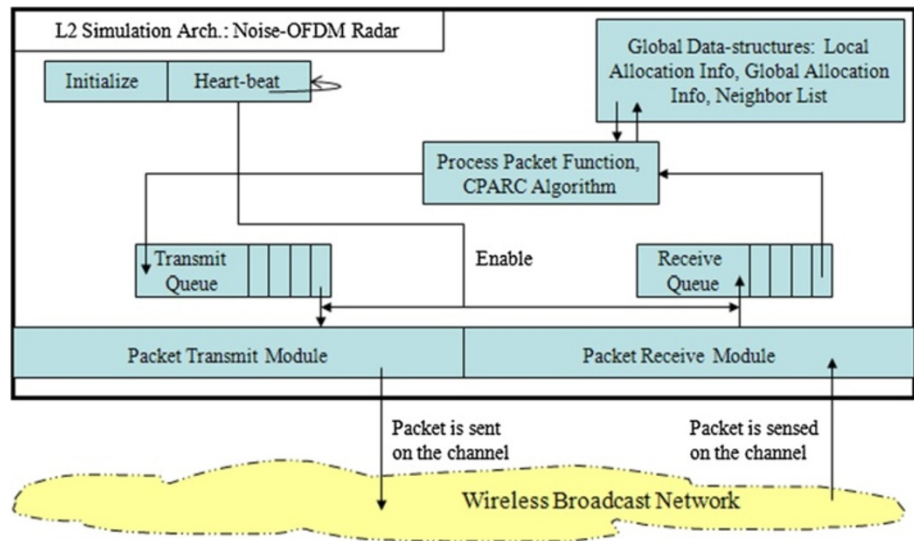 L2 Simulation Arch.: Noise-OFDM Radar
Initialize
Heart-beat
Global Data-structures: Local
Allocation Info, Global Allocation
Info, Neighbor List
Process Packet Function,
CPARC Algorithm
Transmit
Queue
Enable
Receive
Queue
Packet Transmit Module
Packet Receive Module
Packet is sent
on the channel
Packet is sensed
on the channel
Wireless Broadcast Network